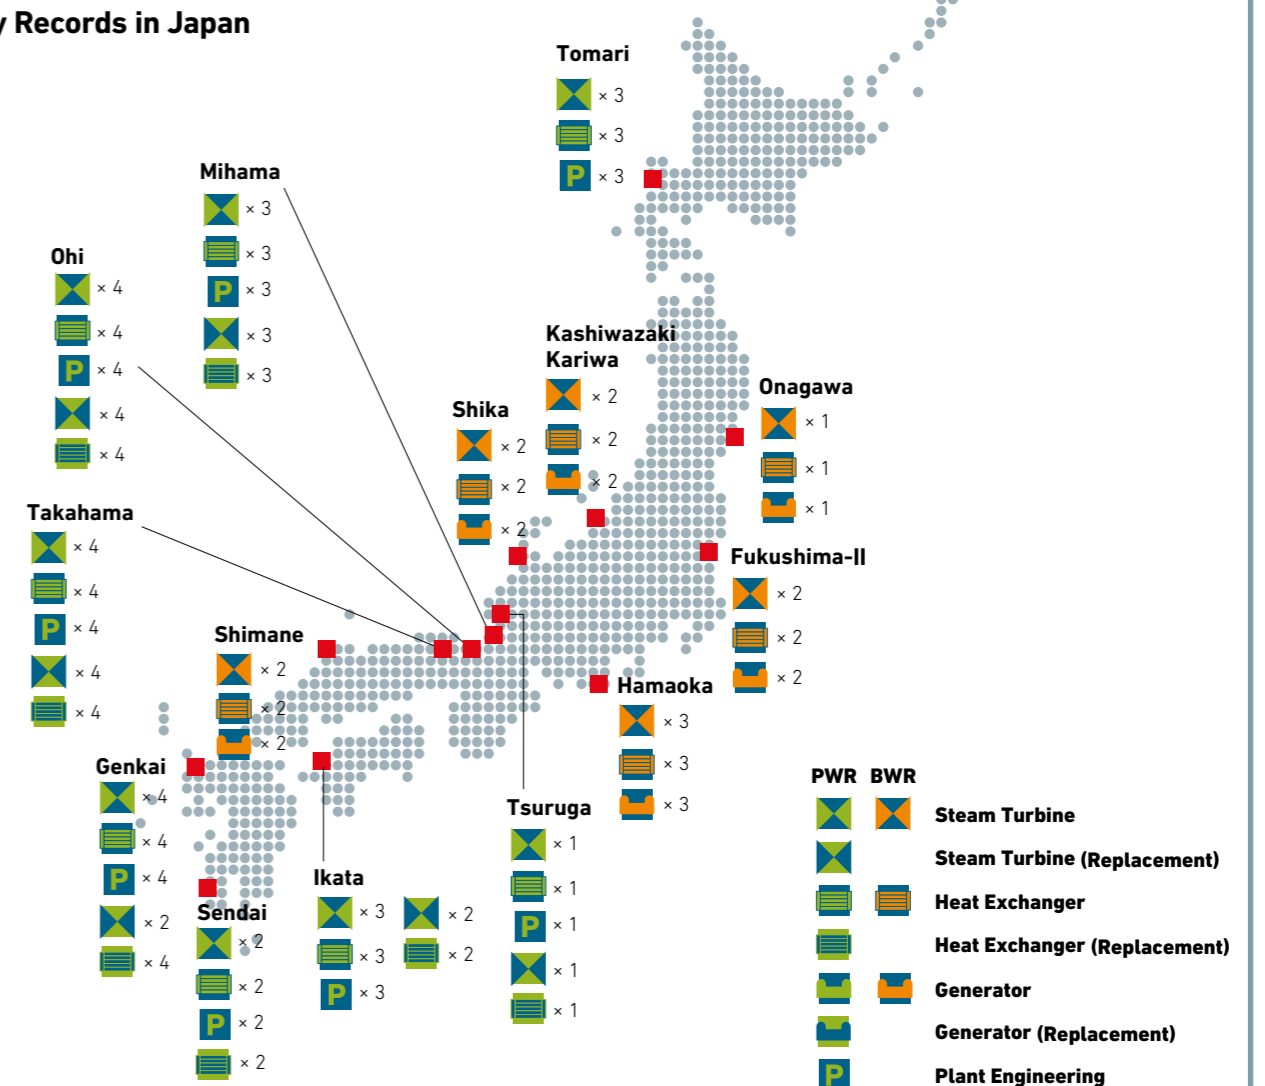 y Records in Japan
Tomari
× 3
× 3
P × 3
Mihama
× 3
× 3
P × 3
× 3
× 3
Ohi
× 4
× 4
P × 4
× 4
× 4
Kashiwazaki
Kariwa
× 2
× 2
× 2
Shika
× 2
× 2
× 2
Onagawa
× 1
× 1
× 1
Takahama
× 4
× 4
P × 4
× 4
× 4
Fukushima-II
× 2
× 2
× 2
Shimane
× 2
× 2
× 2
Hamaoka
× 3
× 3
× 3
Genkai
× 4
× 4
P × 4
× 2
× 4
Sendai
× 2
× 2
P × 2
× 2
Ikata
× 3 × 2
× 3 × 2
P × 3
Tsuruga
× 1
× 1
P × 1
× 1
× 1
PWR BWR
Steam Turbine
Steam Turbine (Replacement)
Heat Exchanger
Heat Exchanger (Replacement)
Generator
Generator (Replacement)
P Plant Engineering